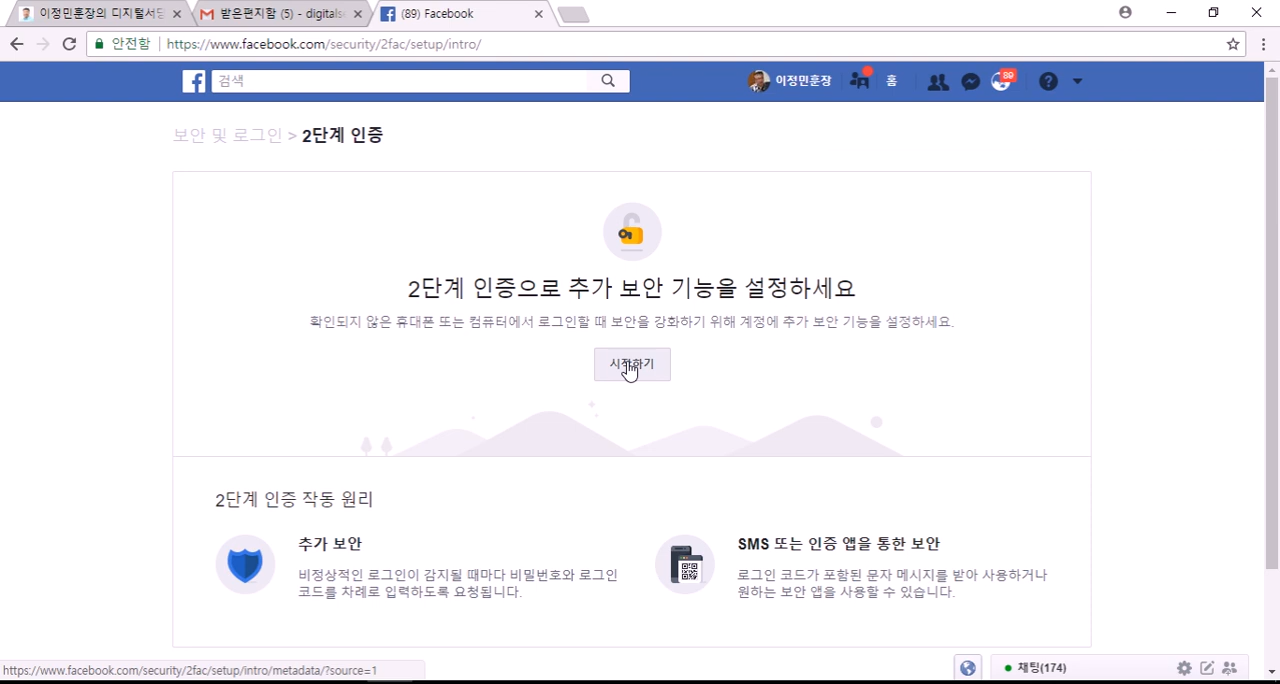 이정민훈장의 디지털서당
받은편지함 (5) - digitalse
(89) Facebook
안전함
https://www.facebook.com/security/2fac/setup/intro/
검색
이정민훈장
홈
89
보안 및 로그인 > 2단계 인증
2단계 인증으로 추가 보안 기능을 설정하세요
확인되지 않은 휴대폰 또는 컴퓨터에서 로그인할 때 보안을 강화하기 위해 계정에 추가 보안 기능을 설정하세요.
시작하기
2단계 인증 작동 원리
추가 보안
비정상적인 로그인이 감지될 때마다 비밀번호와 로그인
코드를 차례로 입력하도록 요청됩니다.
SMS 또는 인증 앱을 통한 보안
로그인 코드가 포함된 문자 메시지를 받아 사용하거나
원하는 보안 앱을 사용할 수 있습니다.
https://www.facebook.com/security/2fac/setup/intro/metadata/?source=1
채팅(174)